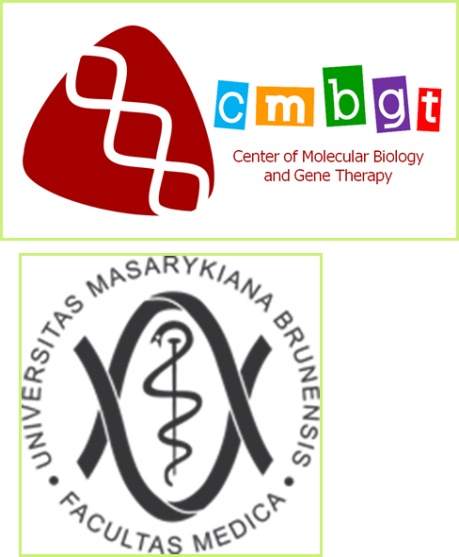 cmbgt
Center of Molecular Biology
and Gene Therapy
UNIVERSITAS MASARYKIANA BRUNENSIS
• FACULTAS MEDICA •